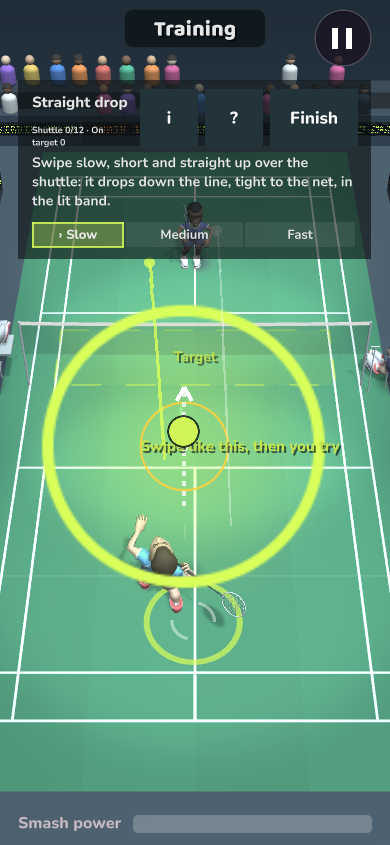 Training
Straight drop
i
?
Finish
Shuttle 0/12 · On
target 0
Swipe slow, short and straight up over the
shuttle: it drops down the line, tight to the net, in
the lit band.
› Slow
Medium
Fast
Target
Swipe like this, then you try
Smash power